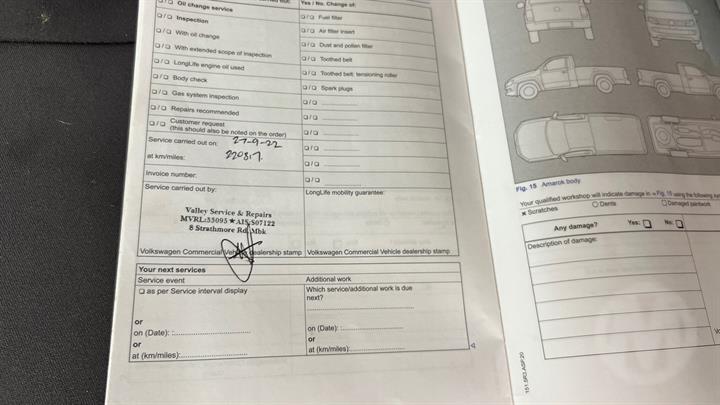 ❑/❑ Oil change service
Yes / No. Change of:
❑/❑ Inspection
❑/❑ Fuel filter
❑/❑ With oil change
❑/❑ Air filter insert
❑/❑ With extended scope of inspection
❑/❑ Dust and pollen filter
❑/❑ LongLife engine oil used
❑/❑ Toothed belt
❑/❑ Body check
❑/❑ Toothed belt: tensioning roller
❑/❑ Gas system inspection
❑/❑ Spark plugs
❑/❑ Repairs recommended
❑/❑
❑/❑ Customer request
(this should also be noted on the order)
❑/❑
❑/❑
Service carried out on: 27-9-22
❑/❑
at km/miles:
❑/❑
Invoice number:
❑/❑
Service carried out by:
LongLife mobility guarantee:
Valley Service & Repairs
8 Strathmore Rd, Mbk
Volkswagen Commercial Vehicle dealership stamp
Volkswagen Commercial Vehicle dealership stamp
Your next services
Service event
Additional work
❑ as per Service interval display
Which service/additional work is due
next?
or
on (Date): :
on (Date): :
or
or
at (km/miles):
at (km/miles):
Fig. 15 Amarok body
Your qualified workshop will indicate damage in ⇒ Fig. 15 using the following
× Scratches
O Dents
❑ Damaged paintwork
Any damage?
Yes: ❑
No: ❑
Description of damage:
151.5R3.ASP.20